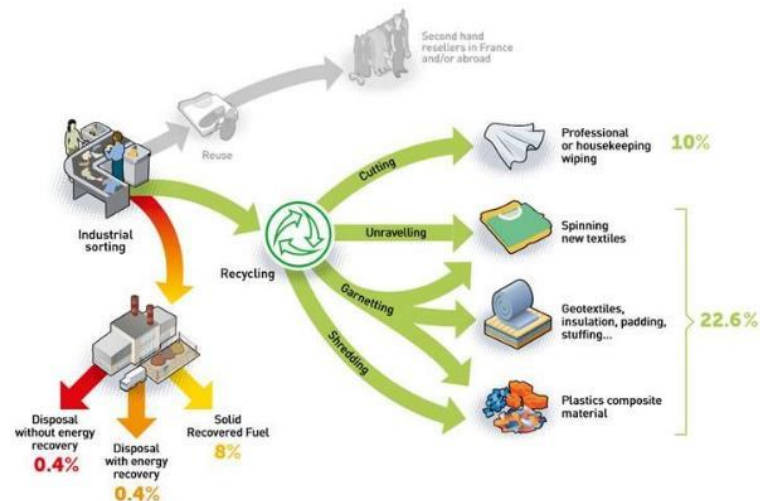 Second hand
resellers in France
and/or abroad
Reuse
Industrial
sorting
Recycling
Cutting
Unravelling
Garnetting
Shredding
Professional
or housekeeping
wiping
10%
Spinning
new textiles
Geotextiles,
insulation, padding,
stuffing...
22.6%
Plastics composite
material
Disposal
without energy
recovery
0.4%
Disposal
with energy
recovery
0.4%
Solid
Recovered Fuel
8%